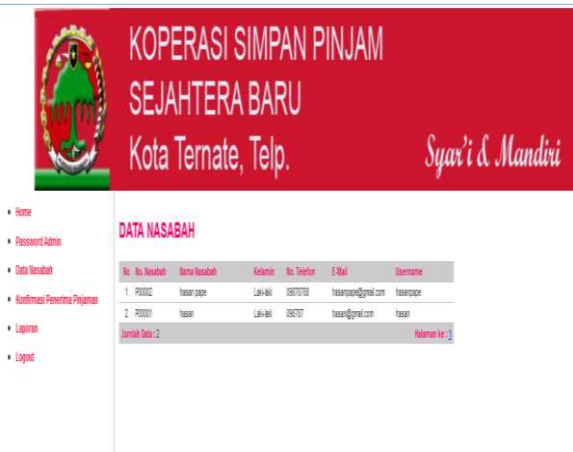 KOPERASI SIMPAN PINJAM
SEJAHTERA BARU
Kota Ternate, Telp.
Syar'i & Mandiri
Home
Password Admin
Data Nasabah
Konfirmasi Penerima Pinjaman
Laporan
Logout
DATA NASABAH
No No. Nasabah Nama Nasabah Kelamin No. Telefon E-Mail Username
1 P00002 hasan pape Laki-laki hasanpape@gmail.com hasanpape
2 P00001 hasan Laki-laki 098767 hasan@gmail.com hasan
Jumlah Data : 2 Halaman ke : 1